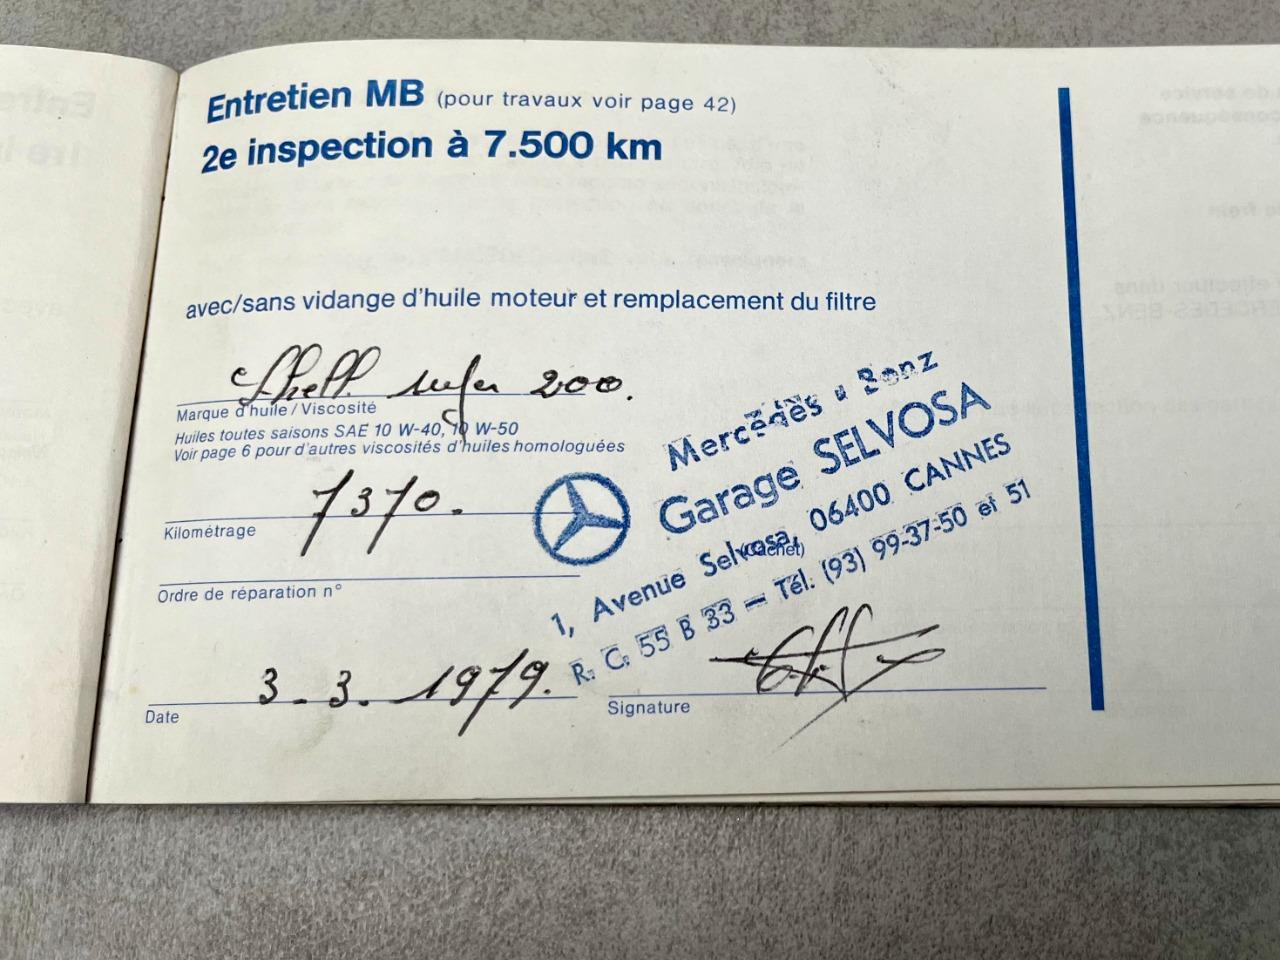 Entretien MB (pour travaux voir page 42)
2e inspection à 7.500 km
avec/sans vidange d'huile moteur et remplacement du filtre
Shell super 200.
Marque d'huile/Viscosité
Huiles toutes saisons SAE 10 W-40, 10 W-50
Voir page 6 pour d'autres viscosités d'huiles homologuées
7370.
Kilométrage
Ordre de réparation n°
3-3.1979.
Date
Mercédès • Benz
Garage SELVOSA
1, Avenue Selvosa, 06400 CANNES
(Cachet)
R. C. 55 B 33 — Tél. (93) 99-37-50 et 51
Signature